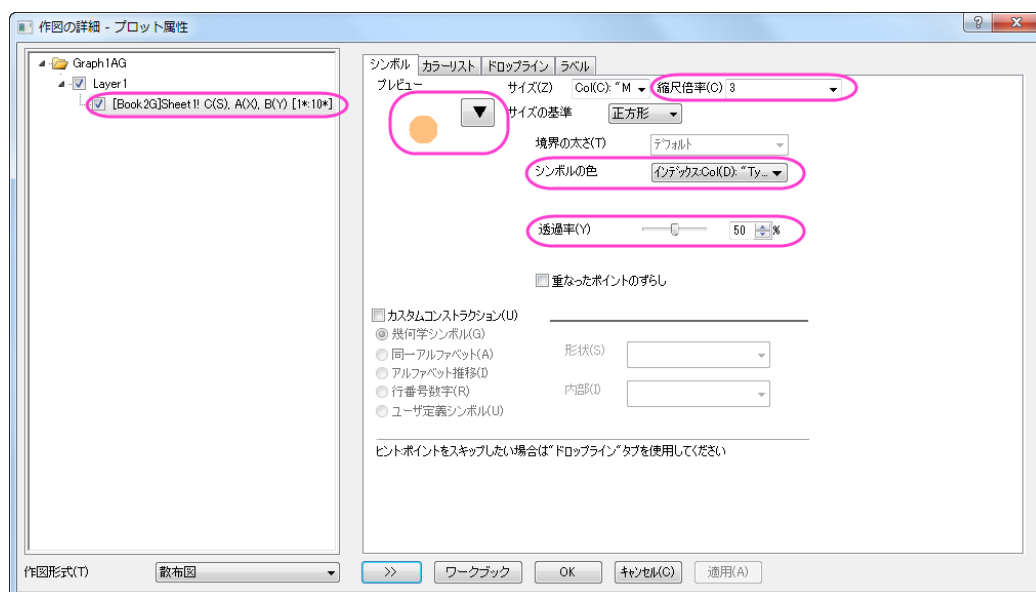 作図の詳細 - プロット属性
Graph1AG
Layer1
[Book2G]Sheet1! C(S), A(X), B(Y) [1*:10*]
シンボル カラーリスト ドロップライン ラベル
プレビュー
サイズ(Z) Col(C): "M 縮尺倍率(C) 3
サイズの基準 正方形
境界の太さ(T) デフォルト
シンボルの色 インデックス:Col(D): "Ty...
透過率(Y) 50 %
重なったポイントのずらし
カスタムコンストラクション(U)
幾何学シンボル(G)
同一アルファベット(A)
アルファベット推移(I)
行番号数字(R)
ユーザ定義シンボル(U)
形状(S)
内部(I)
ヒント:ポイントをスキップしたい場合は"ドロップライン"タブを使用してください
作図形式(T) 散布図 >> ワークブック OK キャンセル(C) 適用(A)